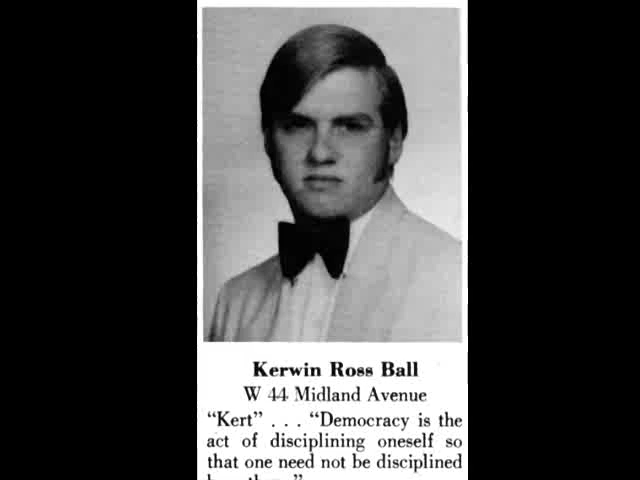 Kerwin Ross Ball
W 44 Midland Avenue
"Kert" . . . "Democracy is the
act of disciplining oneself so
that one need not be disciplined